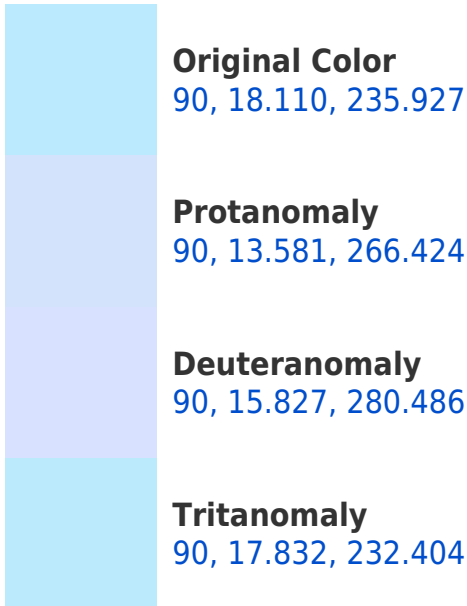 Original Color
90, 18.110, 235.927
Protanomaly
90, 13.581, 266.424
Deuteranomaly
90, 15.827, 280.486
Tritanomaly
90, 17.832, 232.404